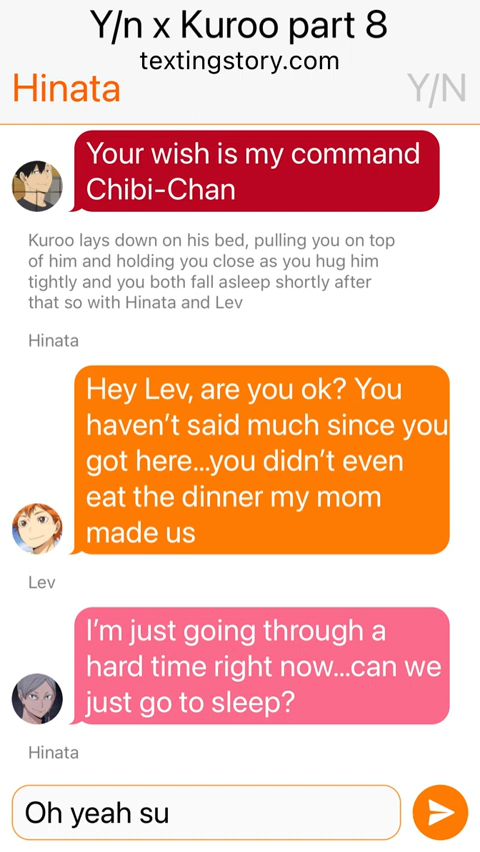 Y/n x Kuroo part 8
textingstory.com
Hinata
Y/N
Your wish is my command
Chibi-Chan
Kuroo lays down on his bed, pulling you on top
of him and holding you close as you hug him
tightly and you both fall asleep shortly after
that so with Hinata and Lev
Hinata
Hey Lev, are you ok? You
haven’t said much since you
got here...you didn’t even
eat the dinner my mom
made us
Lev
I’m just going through a
hard time right now...can we
just go to sleep?
Hinata
Oh yeah su